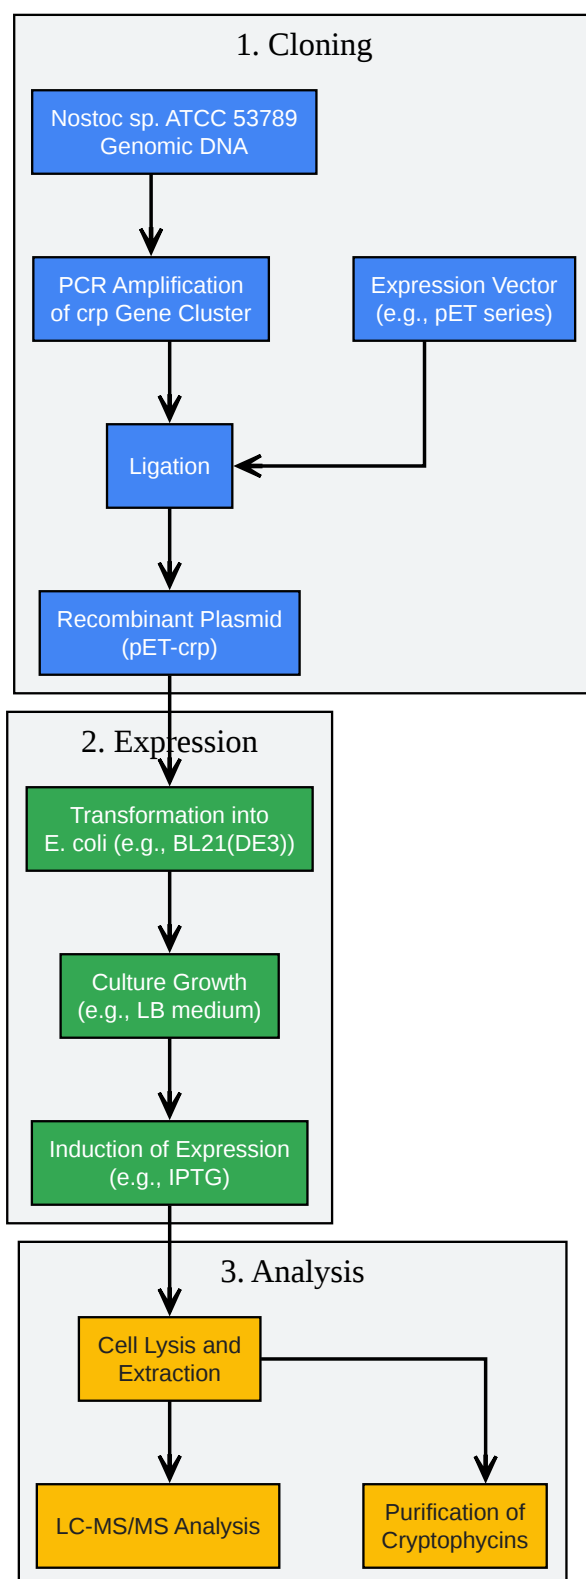 1. Cloning
Nostoc sp. ATCC 53789
Genomic DNA
PCR Amplification
of crp Gene Cluster
Expression Vector
(e.g., pET series)
Ligation
Recombinant Plasmid
(pET-crp)
2. Expression
Transformation into
E. coli (e.g., BL21(DE3))
Culture Growth
(e.g., LB medium)
Induction of Expression
(e.g., IPTG)
3. Analysis
Cell Lysis and
Extraction
LC-MS/MS Analysis
Purification of
Cryptophycins